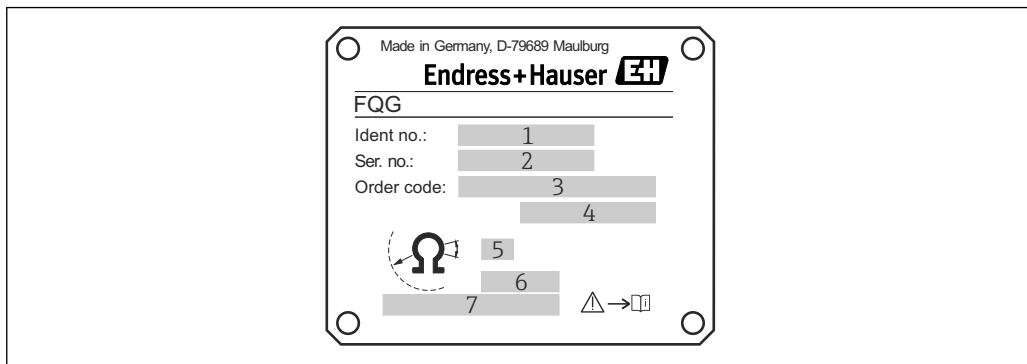 Made in Germany, D-79689 Maulburg
Endress+Hauser EH
FQG
Ident no.: 1
Ser. no.: 2
Order code: 3
4
5
6
7